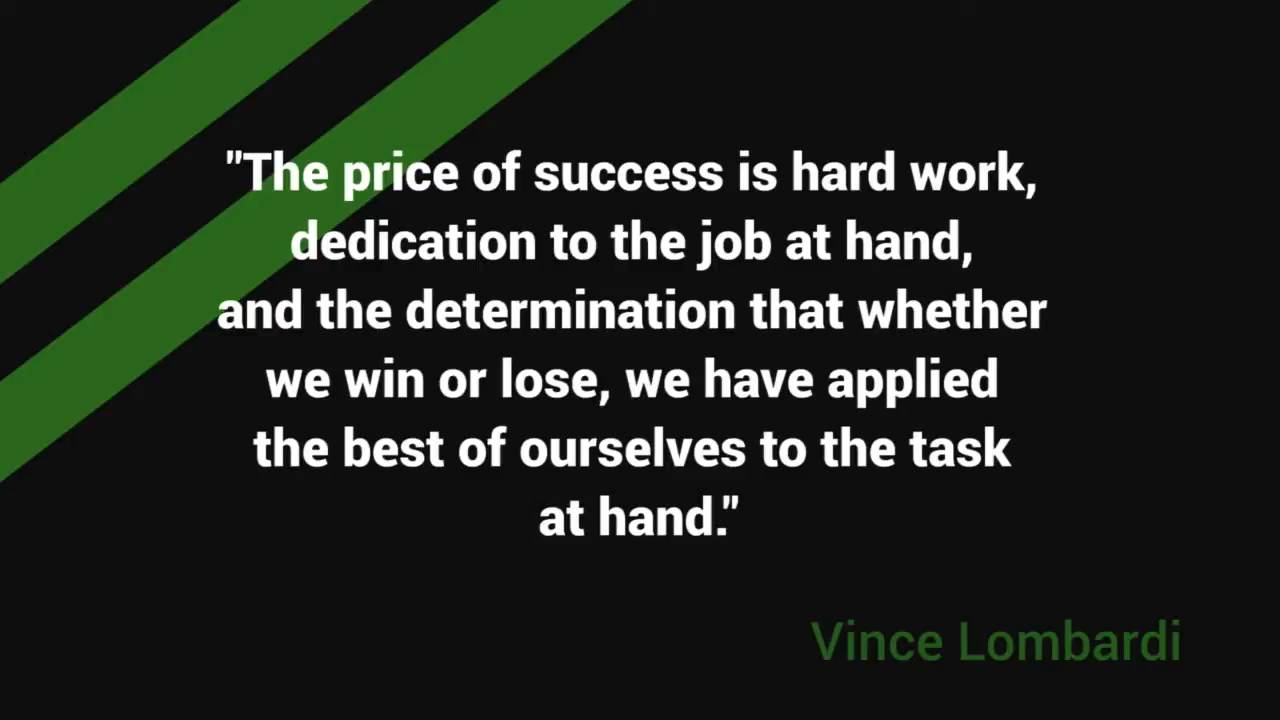 "The price of success is hard work,
dedication to the job at hand,
and the determination that whether
we win or lose, we have applied
the best of ourselves to the task
at hand."
Vince Lombardi